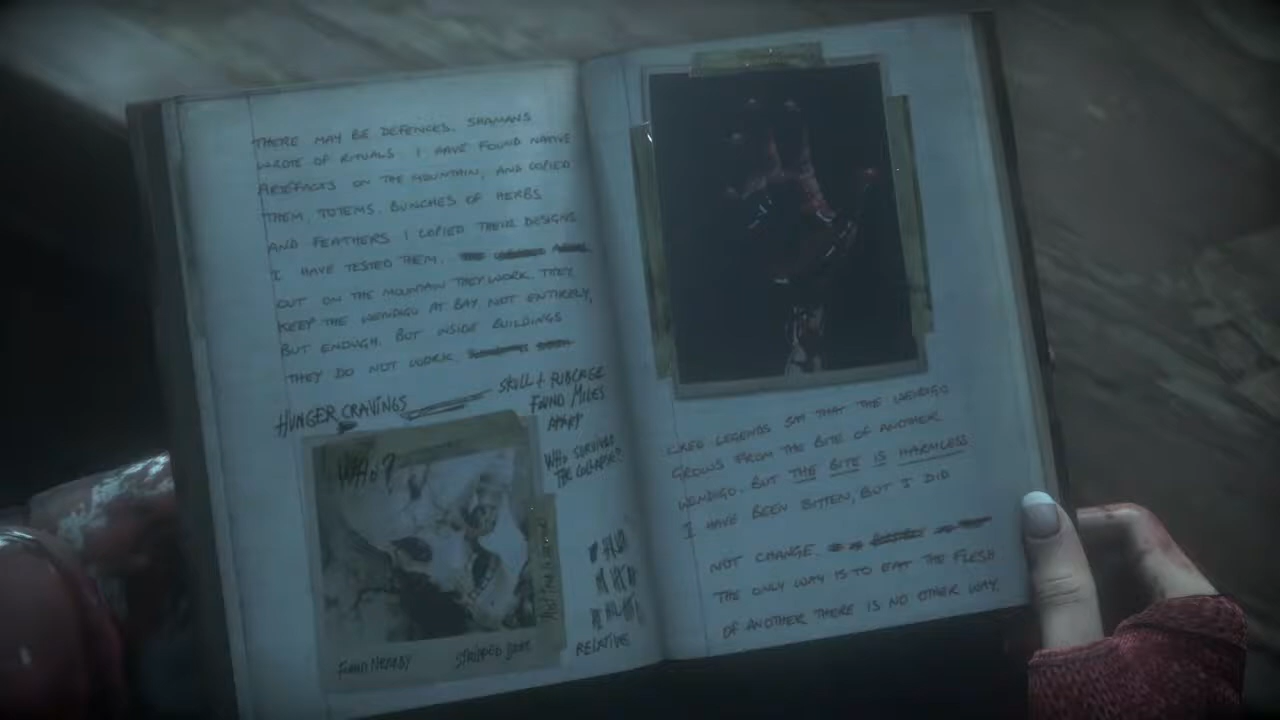 THERE MAY BE DEFENCES. SHAMANS
WROTE OF RITUALS. I HAVE FOUND NATIVE
ARTEFACTS ON THE MOUNTAIN, AND COPIED
THEM, TOTEMS. BUNCHES OF HERBS
AND FEATHERS I COPIED THEIR DESIGNS
I HAVE TESTED THEM.
OUT ON THE MOUNTAIN THEY WORK. THEY
KEEP THE WENDIGO AT BAY. NOT ENTIRELY,
BUT ENOUGH. BUT INSIDE BUILDINGS
THEY DO NOT WORK.
HUNGER CRAVINGS
SKULL & RIBCAGE
FOUND MILES
APART
WHO SURVIVED
THE COLLAPSE?
WHO?
FOUND NEARBY
STRIPPED BARE
RELATIVE
CREE LEGENDS SAY THAT THE WENDIGO
GROWS FROM THE BITE OF ANOTHER
WENDIGO. BUT THE BITE IS HARMLESS
I HAVE BEEN BITTEN, BUT I DID
NOT CHANGE.
THE ONLY WAY IS TO EAT THE FLESH
OF ANOTHER THERE IS NO OTHER WAY.